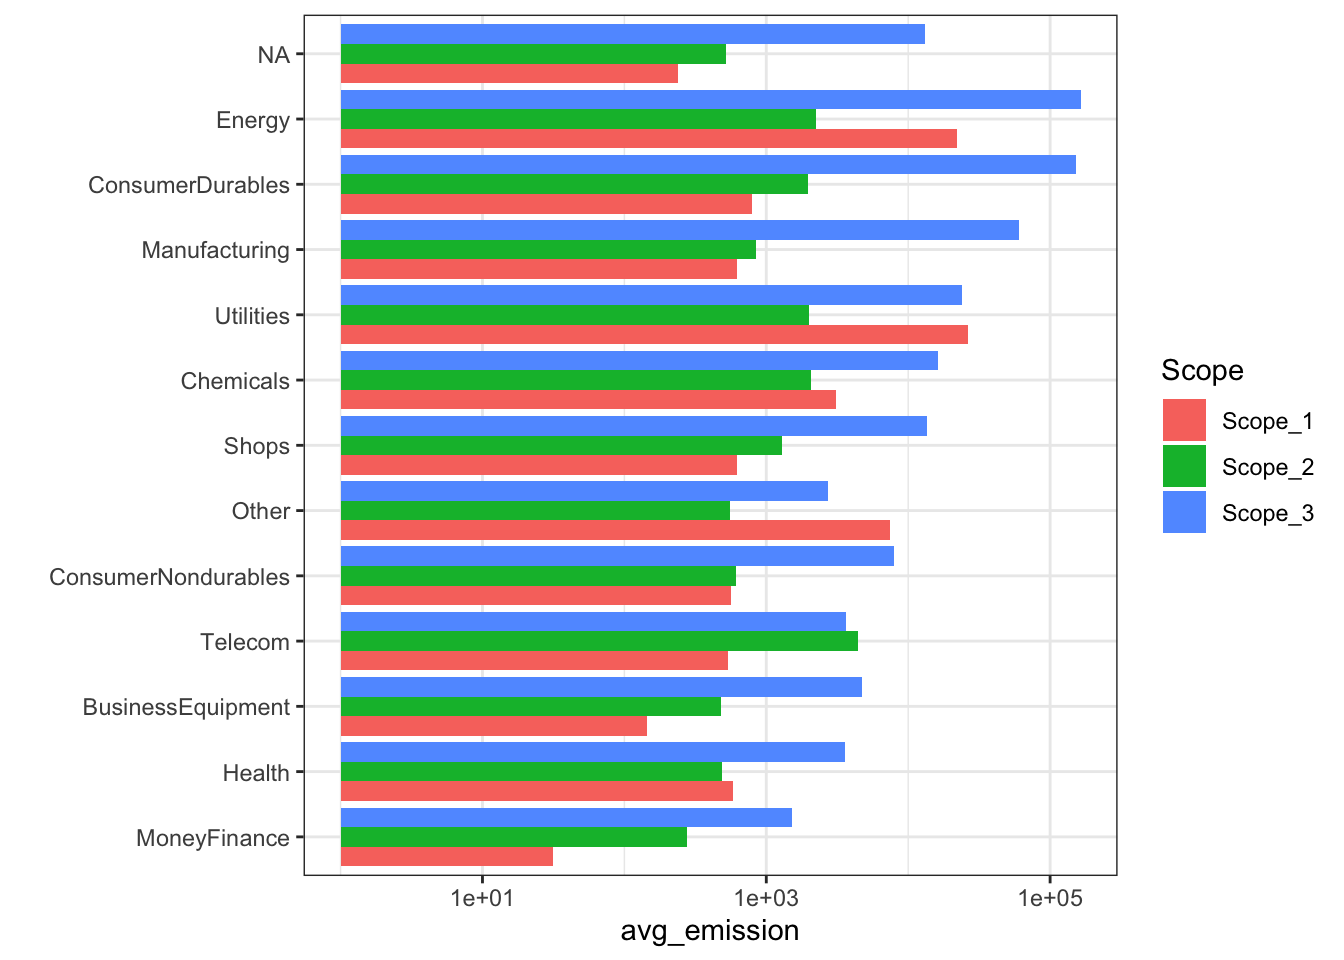 NA
Energy
ConsumerDurables
Manufacturing
Utilities
Chemicals
Shops
Other
ConsumerNondurables
Telecom
BusinessEquipment
Health
MoneyFinance
1e+01 1e+03 1e+05
avg_emission
Scope
Scope_1
Scope_2
Scope_3